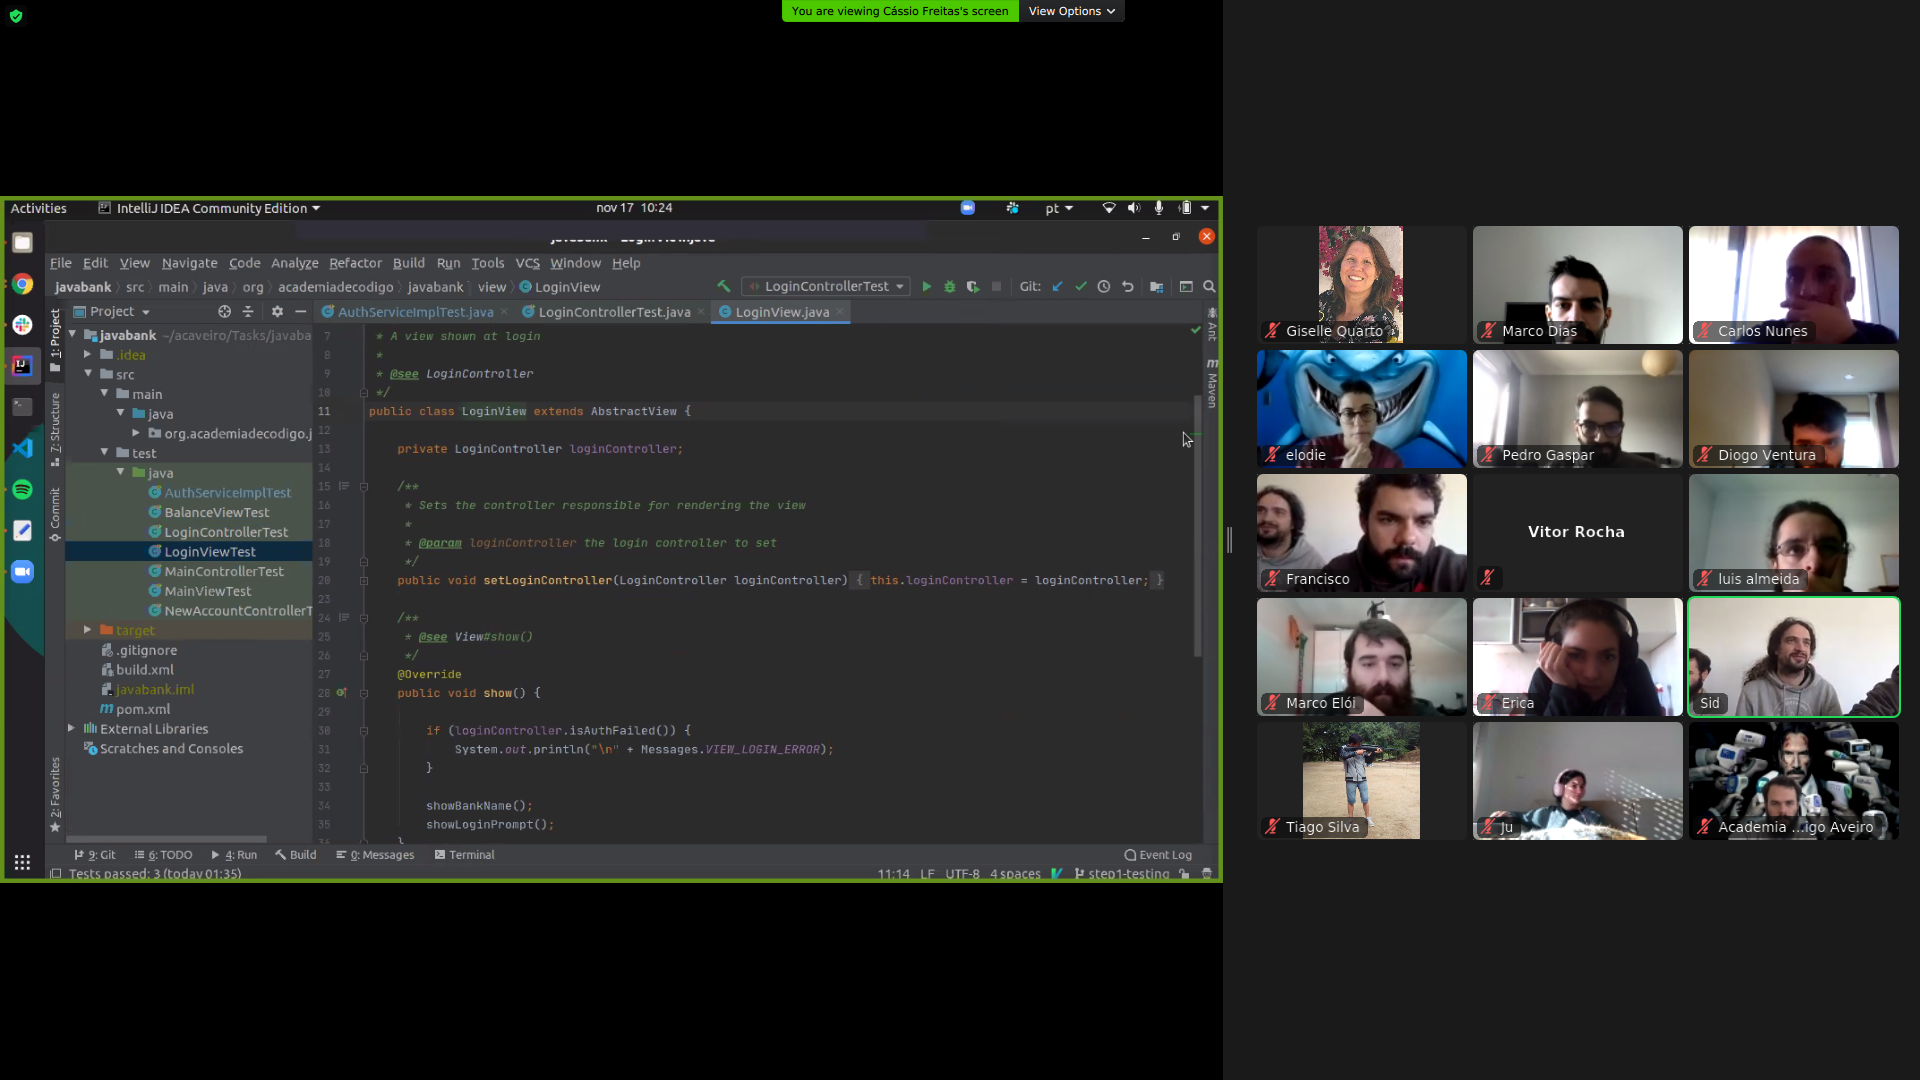 You are viewing Cássio Freitas's screen
View Options
Activities
IntelliJ IDEA Community Edition
nov 17 10:24
pt
File Edit View Navigate Code Analyze Refactor Build Run Tools VCS Window Help
javabank src main java org academiadecodigo javabank view LoginView
LoginControllerTest
Git:
Project
AuthServiceImplTest.java
LoginControllerTest.java
LoginView.java
1: Project
7: Structure
Commit
2: Favorites
Ant
Maven
javabank ~/acaveiro/Tasks/javaba
.idea
src
main
java
org.academiadecodigo.j
test
java
AuthServiceImplTest
BalanceViewTest
LoginControllerTest
LoginViewTest
MainControllerTest
MainViewTest
NewAccountControllerT
target
.gitignore
build.xml
javabank.iml
pom.xml
External Libraries
Scratches and Consoles
7 * A view shown at login
8 *
9 * @see LoginController
10 */
11 public class LoginView extends AbstractView {
12
13 private LoginController loginController;
14
15 /**
16 * Sets the controller responsible for rendering the view
17 *
18 * @param loginController the login controller to set
19 */
20 public void setLoginController(LoginController loginController) { this.loginController = loginController; }
23
24 /**
25 * @see View#show()
26 */
27 @Override
28 public void show() {
29
30 if (loginController.isAuthFailed()) {
31 System.out.println("\n" + Messages.VIEW_LOGIN_ERROR);
32 }
33
34 showBankName();
35 showLoginPrompt();
9: Git
6: TODO
4: Run
Build
0: Messages
Terminal
Event Log
Tests passed: 3 (today 01:35)
11:14 LF UTF-8 4 spaces step1-testing
Giselle Quarto
Marco Dias
Carlos Nunes
elodie
Pedro Gaspar
Diogo Ventura
Francisco
Vitor Rocha
luis almeida
Marco Elói
Erica
Sid
Tiago Silva
Ju
Academia ...igo Aveiro